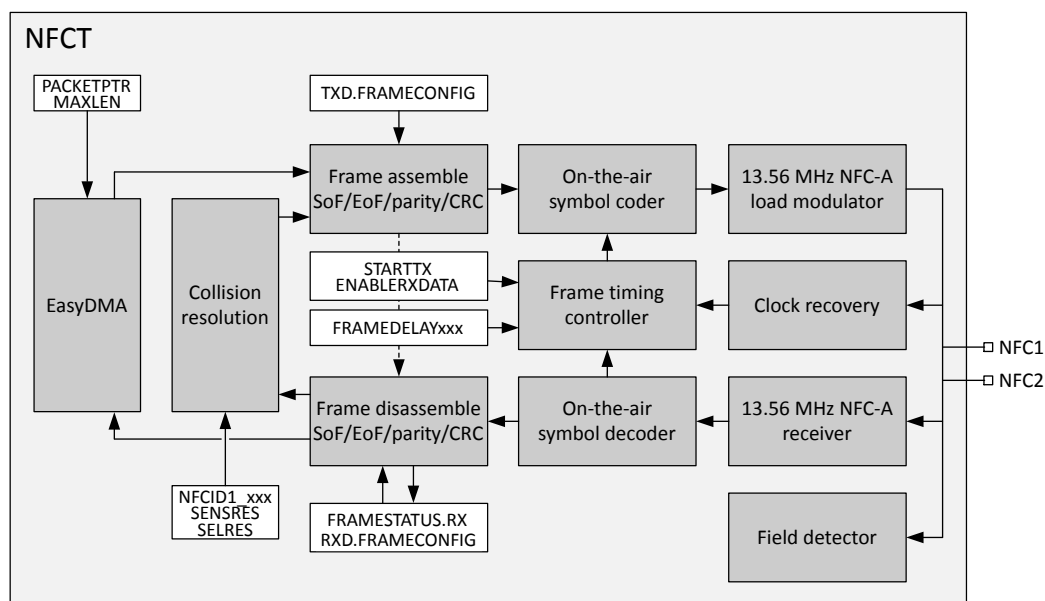 NFCT
PACKETPTR
MAXLEN
TXD.FRAMECONFIG
Frame assemble
SoF/EoF/parity/CRC
On-the-air
symbol coder
13.56 MHz NFC-A
load modulator
EasyDMA
Collision
resolution
STARTTX
ENABLERXDATA
FRAMEDELAYxxx
Frame timing
controller
Clock recovery
NFC1
NFC2
Frame disassemble
SoF/EoF/parity/CRC
On-the-air
symbol decoder
13.56 MHz NFC-A
receiver
NFCID1_xxx
SENSRES
SELRES
FRAMESTATUS.RX
RXD.FRAMECONFIG
Field detector